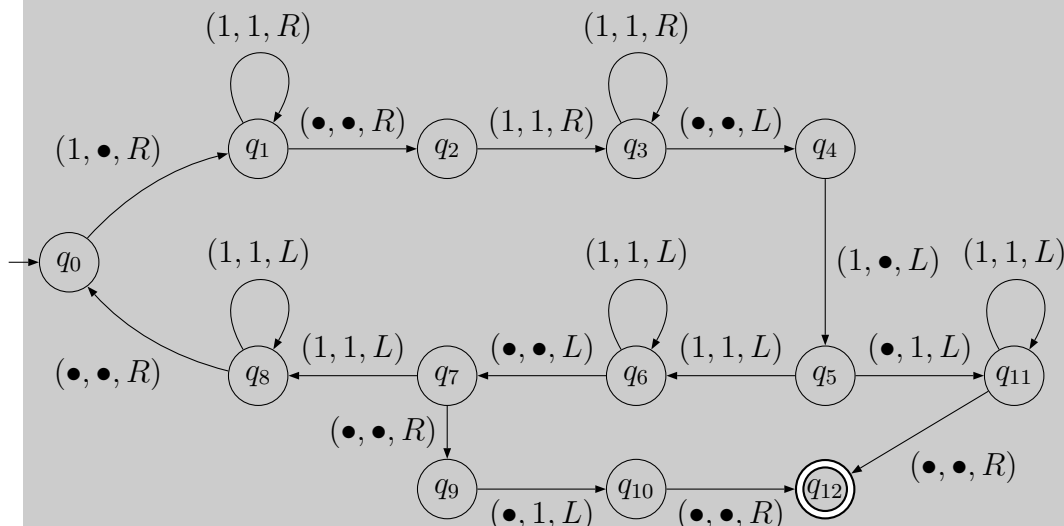 (1, 1, R) (1, 1, R)
(1, •, R) (•, •, R) (1, 1, R) (•, •, L)
q₁ q₂ q₃ q₄
q₀ (1, 1, L) (1, 1, L) (1, •, L) (1, 1, L)
(•, •, R) (1, 1, L) (•, •, L) (1, 1, L) (•, 1, L)
q₈ q₇ q₆ q₅ q₁₁
(•, •, R) (•, •, R)
q₉ q₁₀ q₁₂
(•, 1, L) (•, •, R)